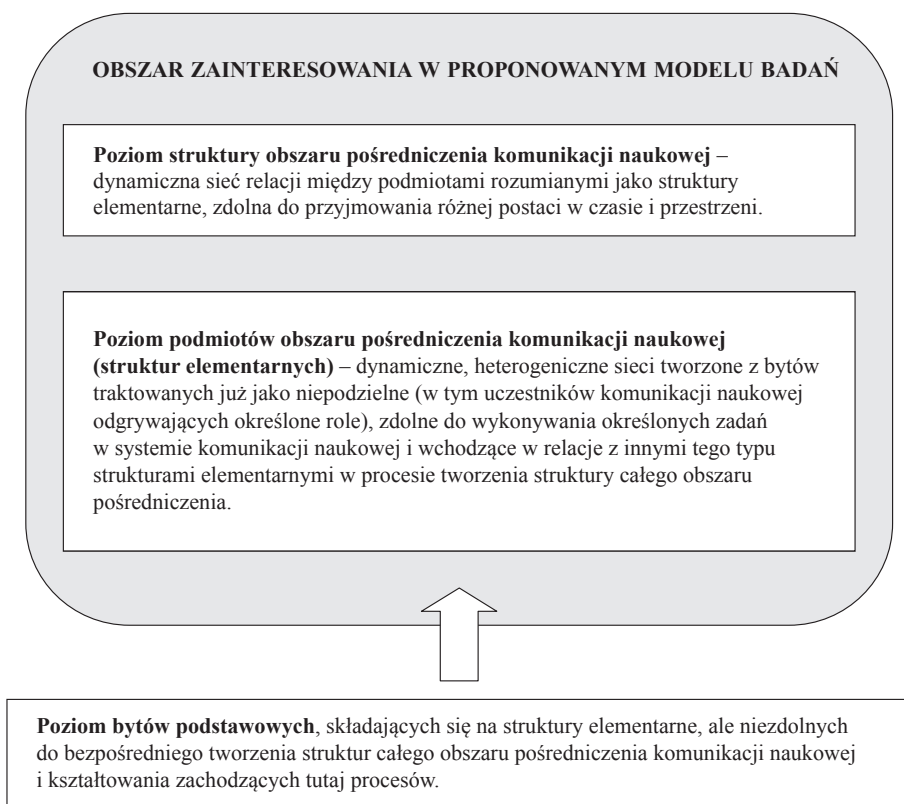 OBSZAR ZAINTERESOWANIA W PROPONOWANYM MODELU BADAŃ
Poziom struktury obszaru pośredniczenia komunikacji naukowej –
dynamiczna sieć relacji między podmiotami rozumianymi jako struktury
elementarne, zdolna do przyjmowania różnej postaci w czasie i przestrzeni.
Poziom podmiotów obszaru pośredniczenia komunikacji naukowej
(struktur elementarnych) – dynamiczne, heterogeniczne sieci tworzone z bytów
traktowanych już jako niepodzielne (w tym uczestników komunikacji naukowej
odgrywających określone role), zdolne do wykonywania określonych zadań
w systemie komunikacji naukowej i wchodzące w relacje z innymi tego typu
strukturami elementarnymi w procesie tworzenia struktury całego obszaru
pośredniczenia.
Poziom bytów podstawowych, składających się na struktury elementarne, ale niezdolnych
do bezpośredniego tworzenia struktur całego obszaru pośredniczenia komunikacji naukowej
i kształtowania zachodzących tutaj procesów.